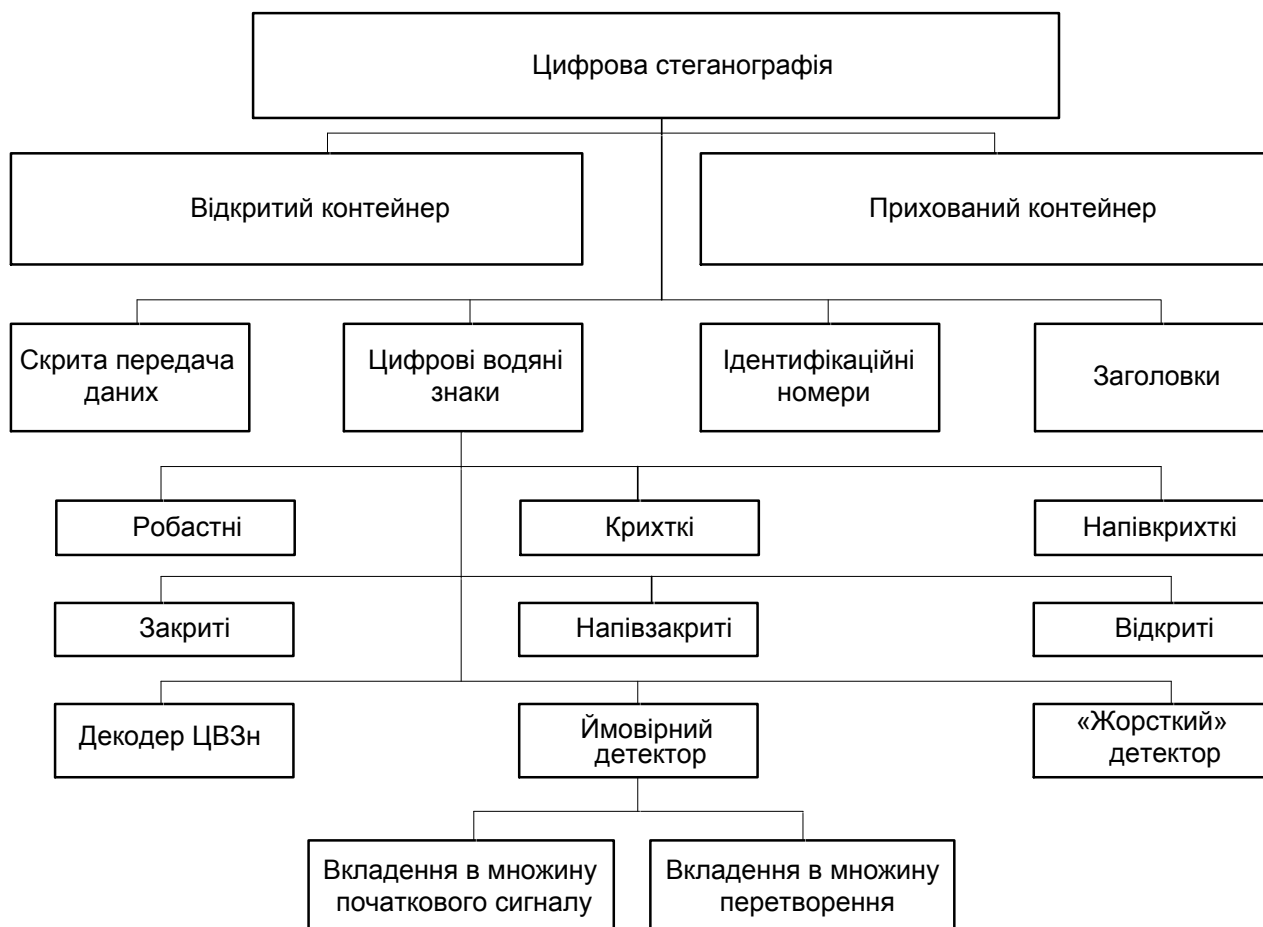 Цифрова стеганографія
Відкритий контейнер
Прихований контейнер
Скрита передача
даних
Цифрові водяні
знаки
Ідентифікаційні
номери
Заголовки
Робастні
Крихткі
Напівкрихткі
Закриті
Напівзакриті
Відкриті
Декодер ЦВЗн
Ймовірний
детектор
«Жорсткий»
детектор
Вкладення в множину
початкового сигналу
Вкладення в множину
перетворення